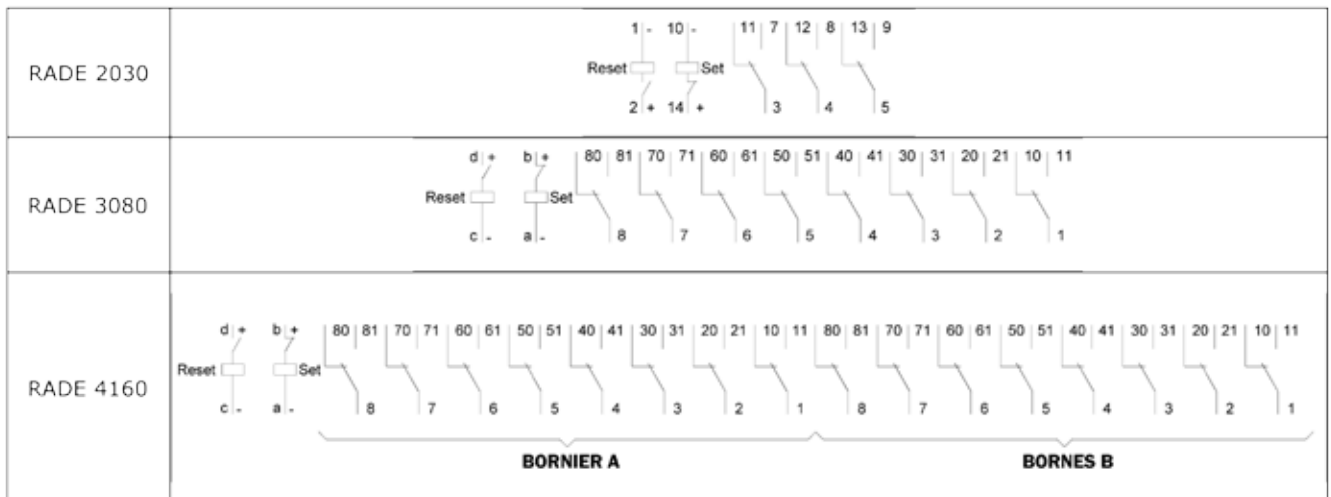 1 - 10 - 11 7 12 8 13 9
RADE 2030
Reset Set
2 + 14 + 3 4 5
d + b + 80 81 70 71 60 61 50 51 40 41 30 31 20 21 10 11
RADE 3080
Reset Set
c - a - 8 7 6 5 4 3 2 1
d + b + 80 81 70 71 60 61 50 51 40 41 30 31 20 21 10 11 80 81 70 71 60 61 50 51 40 41 30 31 20 21 10 11
RADE 4160
Reset Set
c - a - 8 7 6 5 4 3 2 1 8 7 6 5 4 3 2 1
BORNIER A BORNES B